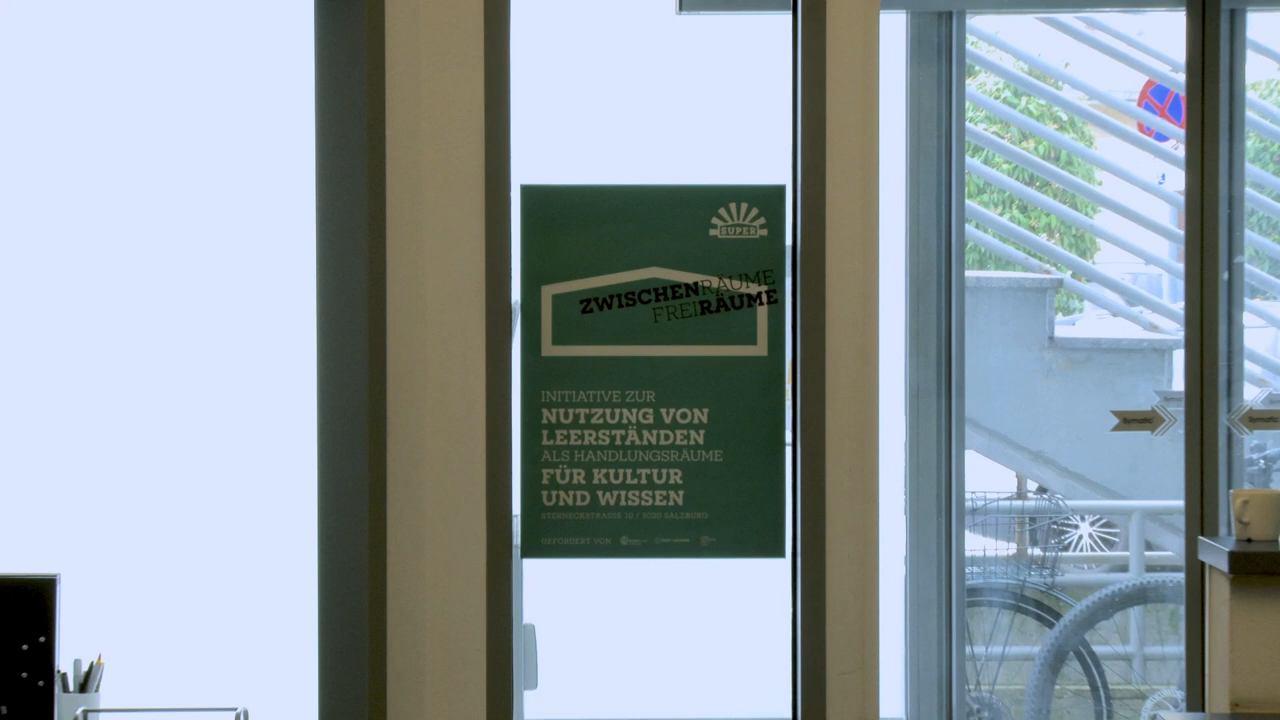 SUPER
ZWISCHENRÄUME
FREIRÄUME
INITIATIVE ZUR
NUTZUNG VON
LEERSTÄNDEN
ALS HANDLUNGSRÄUME
FÜR KULTUR
UND WISSEN
STERNECKSTRASSE 10 / 5020 SALZBURG
GEFÖRDERT VON